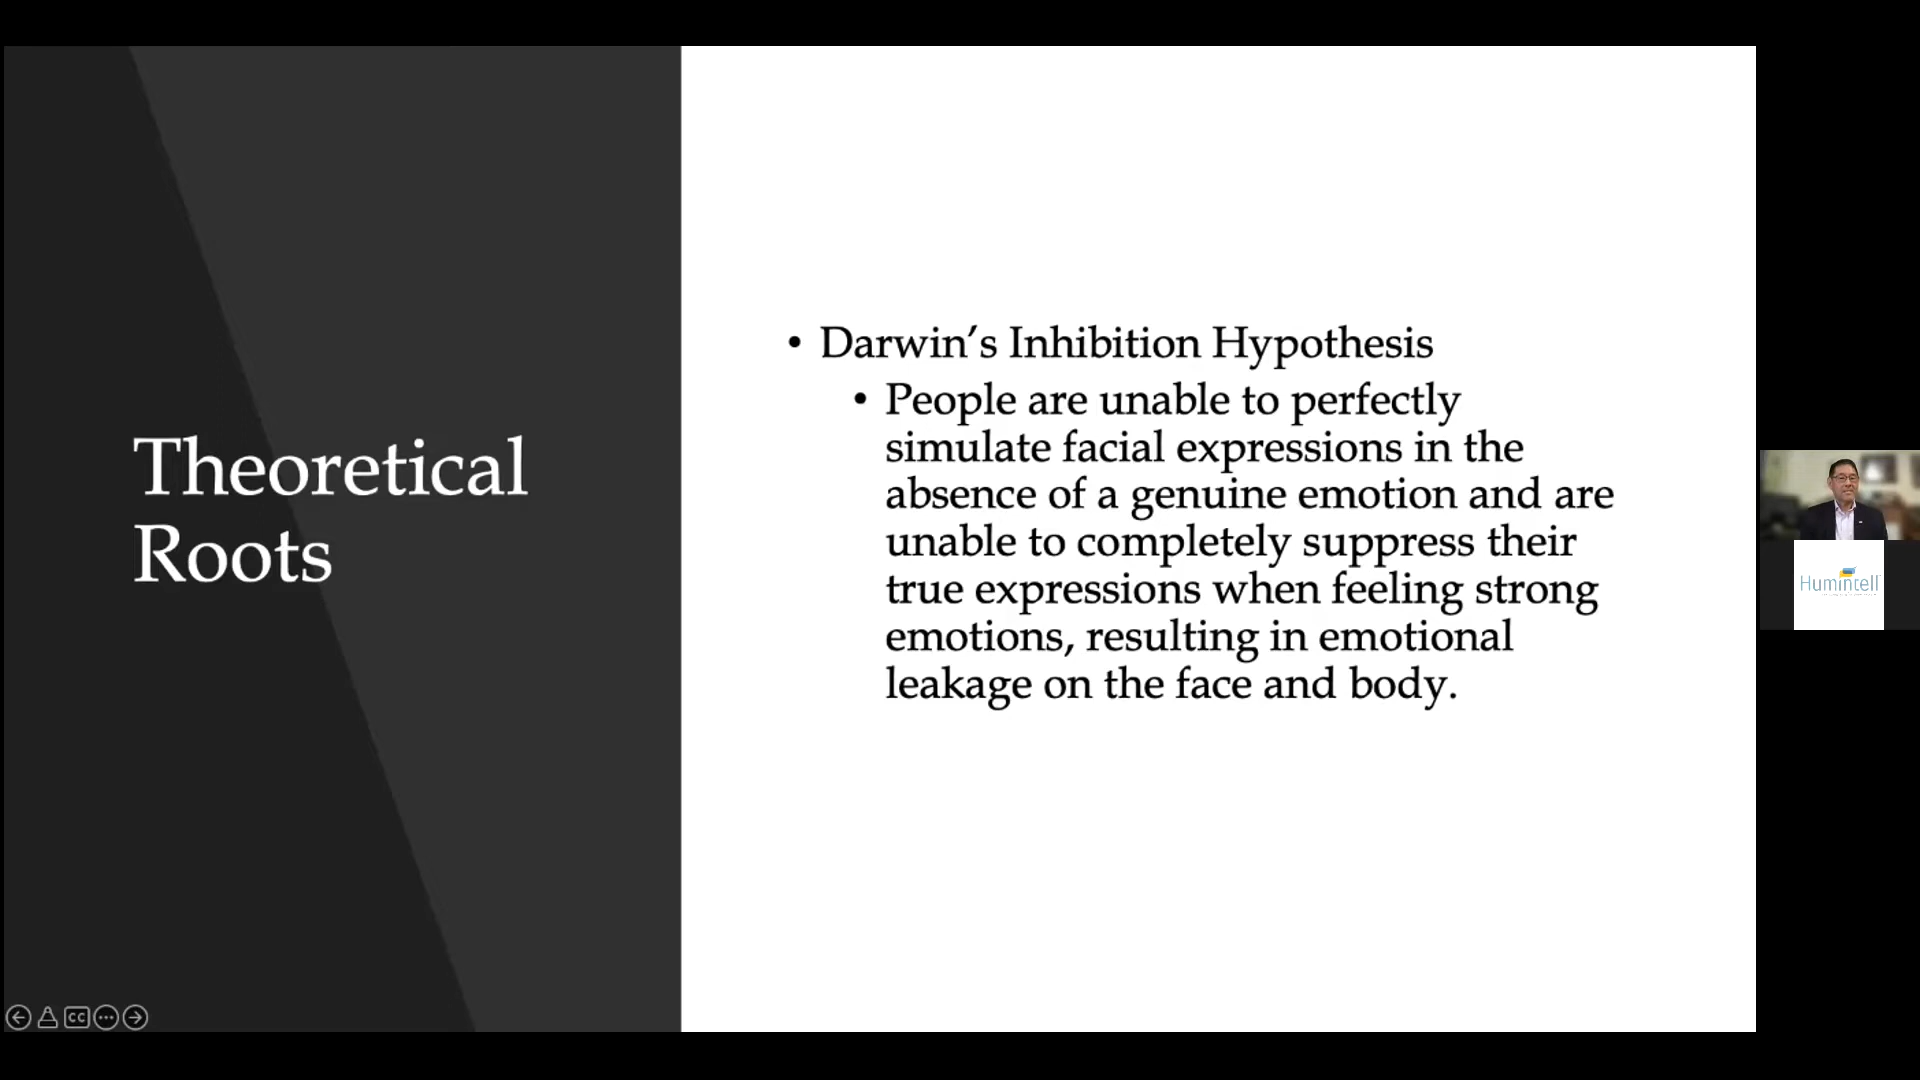 Theoretical
Roots
• Darwin’s Inhibition Hypothesis
• People are unable to perfectly
simulate facial expressions in the
absence of a genuine emotion and are
unable to completely suppress their
true expressions when feeling strong
emotions, resulting in emotional
leakage on the face and body.
Humintell
CC